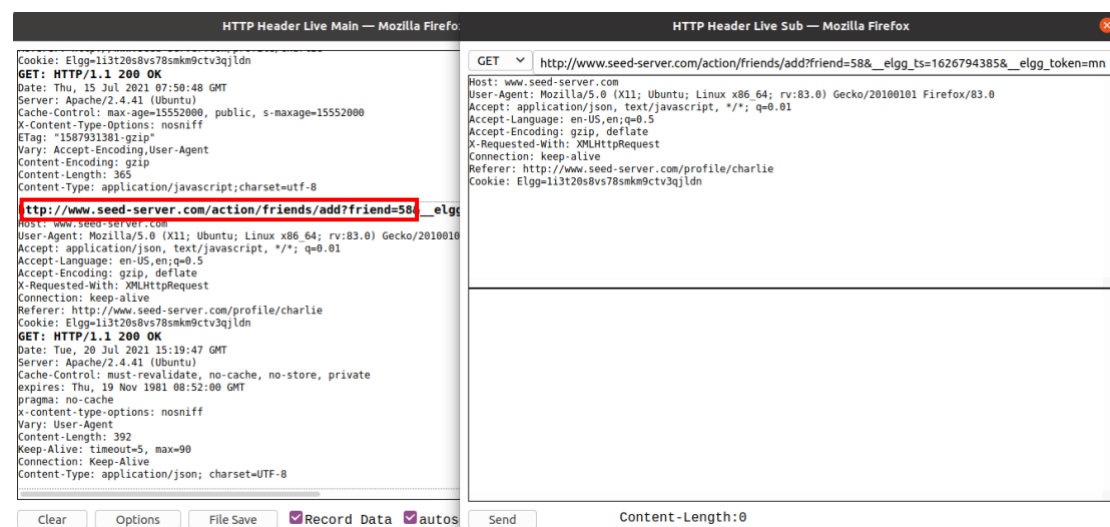 HTTP Header Live Main — Mozilla Firefo
Cookie: Elgg=1i3t20s8vs78smkm9ctv3qjldn
GET: HTTP/1.1 200 OK
Date: Thu, 15 Jul 2021 07:50:48 GMT
Server: Apache/2.4.41 (Ubuntu)
Cache-Control: max-age=15552000, public, s-maxage=15552000
X-Content-Type-Options: nosniff
ETag: "1587931381-gzip"
Vary: Accept-Encoding,User-Agent
Content-Encoding: gzip
Content-Length: 365
Content-Type: application/javascript;charset=utf-8
http://www.seed-server.com/action/friends/add?friend=58&__elgg
Host: www.seed-server.com
User-Agent: Mozilla/5.0 (X11; Ubuntu; Linux x86_64; rv:83.0) Gecko/2010010
Accept: application/json, text/javascript, */*; q=0.01
Accept-Language: en-US,en;q=0.5
Accept-Encoding: gzip, deflate
X-Requested-With: XMLHttpRequest
Connection: keep-alive
Referer: http://www.seed-server.com/profile/charlie
Cookie: Elgg=1i3t20s8vs78smkm9ctv3qjldn
GET: HTTP/1.1 200 OK
Date: Tue, 20 Jul 2021 15:19:47 GMT
Server: Apache/2.4.41 (Ubuntu)
Cache-Control: must-revalidate, no-cache, no-store, private
expires: Thu, 19 Nov 1981 08:52:00 GMT
pragma: no-cache
x-content-type-options: nosniff
Vary: User-Agent
Content-Length: 392
Keep-Alive: timeout=5, max=90
Connection: Keep-Alive
Content-Type: application/json; charset=UTF-8
Clear Options File Save Record Data autos
HTTP Header Live Sub — Mozilla Firefox
GET http://www.seed-server.com/action/friends/add?friend=58&__elgg_ts=1626794385&__elgg_token=mn
Host: www.seed-server.com
User-Agent: Mozilla/5.0 (X11; Ubuntu; Linux x86_64; rv:83.0) Gecko/20100101 Firefox/83.0
Accept: application/json, text/javascript, */*; q=0.01
Accept-Language: en-US,en;q=0.5
Accept-Encoding: gzip, deflate
X-Requested-With: XMLHttpRequest
Connection: keep-alive
Referer: http://www.seed-server.com/profile/charlie
Cookie: Elgg=1i3t20s8vs78smkm9ctv3qjldn
Send Content-Length:0